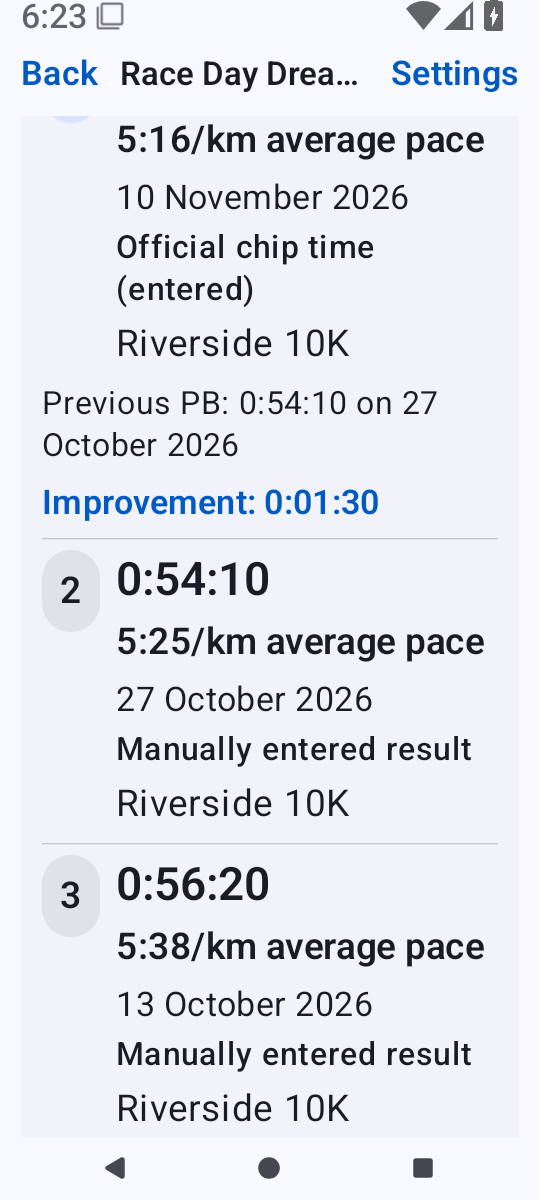 6:23
Back Race Day Drea... Settings
5:16/km average pace
10 November 2026
Official chip time
(entered)
Riverside 10K
Previous PB: 0:54:10 on 27
October 2026
Improvement: 0:01:30
2 0:54:10
5:25/km average pace
27 October 2026
Manually entered result
Riverside 10K
3 0:56:20
5:38/km average pace
13 October 2026
Manually entered result
Riverside 10K